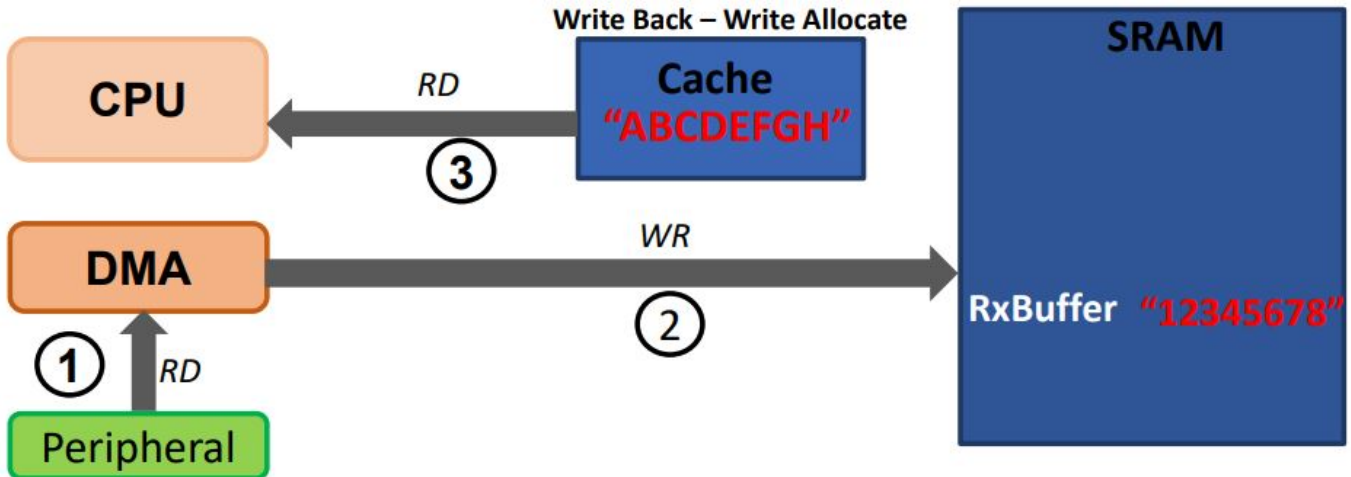 Write Back – Write Allocate
SRAM
CPU
RD
Cache
“ABCDEFGH”
3
DMA
WR
RxBuffer “12345678”
2
1
RD
Peripheral